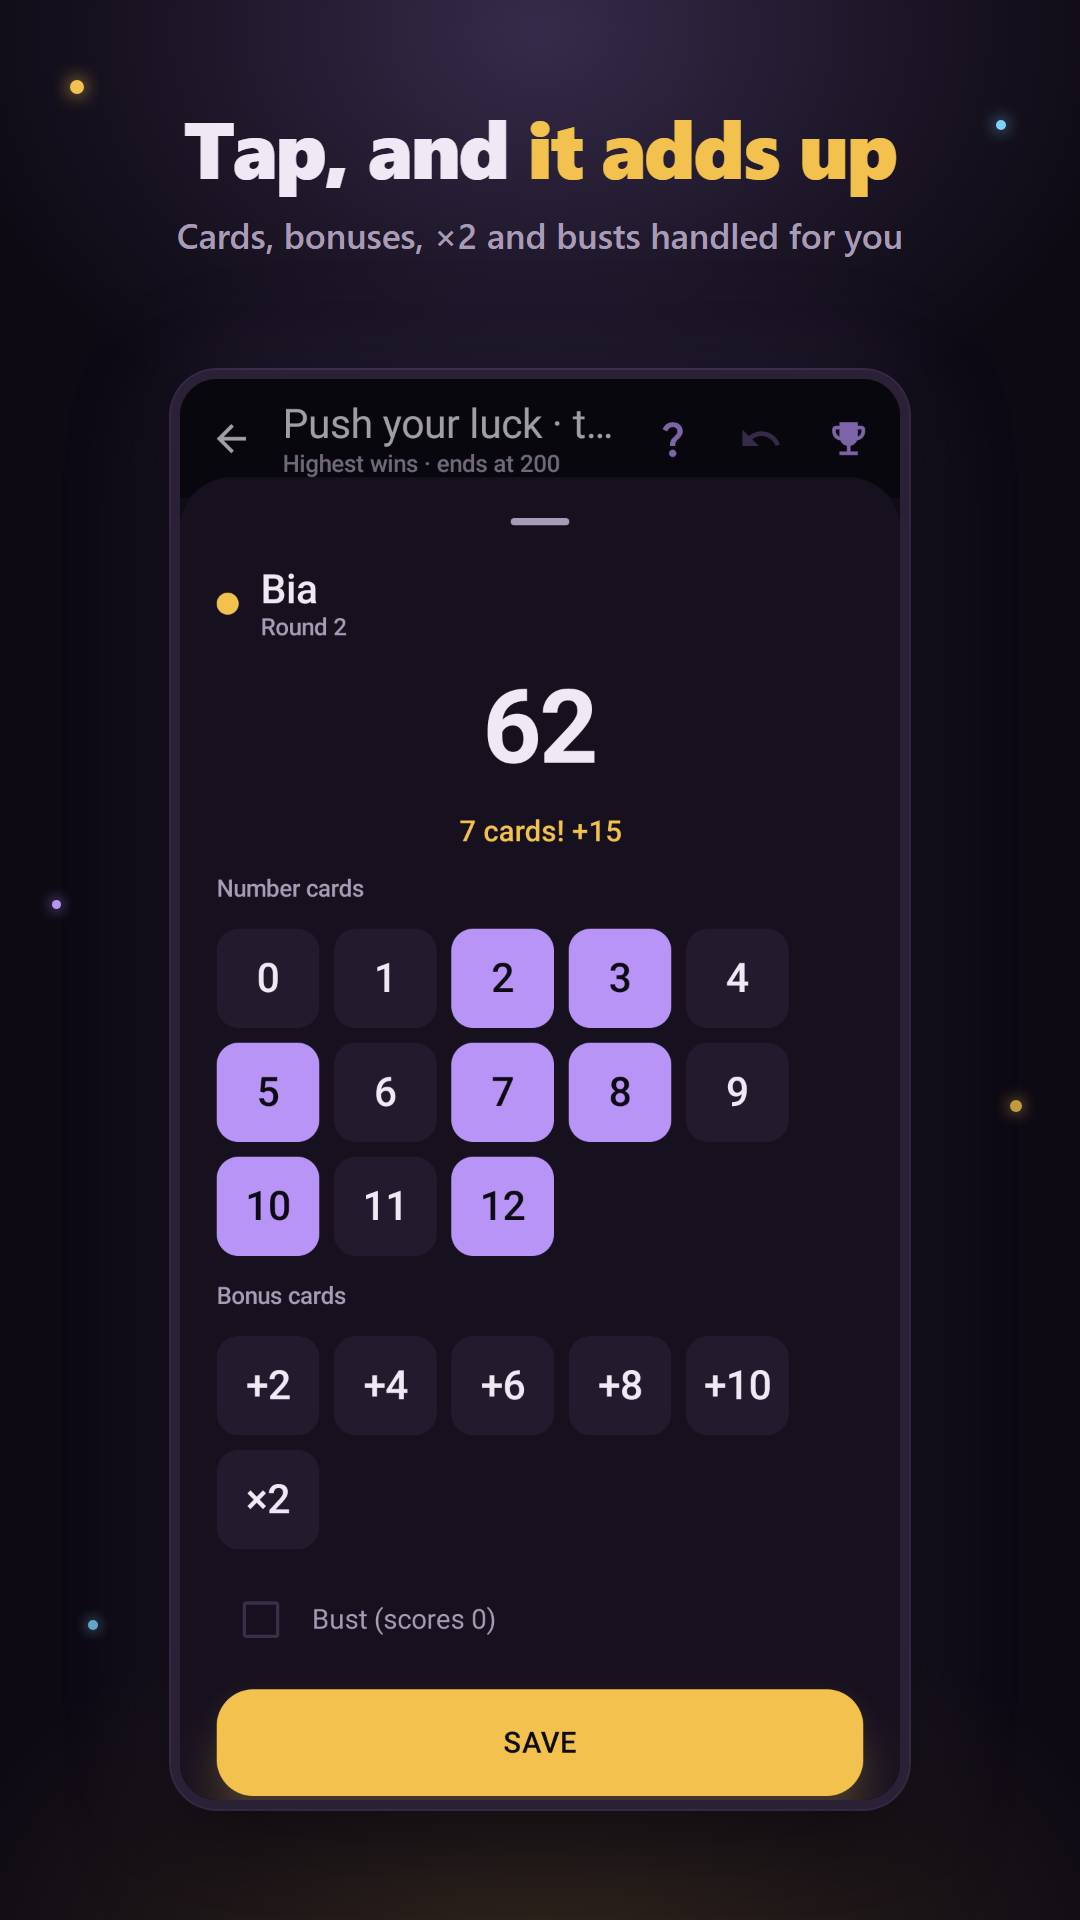 Tap, and it adds up
Cards, bonuses, ×2 and busts handled for you
Push your luck · t...
Highest wins · ends at 200
Bia
Round 2
62
7 cards! +15
Number cards
0 1 2 3 4
5 6 7 8 9
10 11 12
Bonus cards
+2 +4 +6 +8 +10
×2
Bust (scores 0)
SAVE